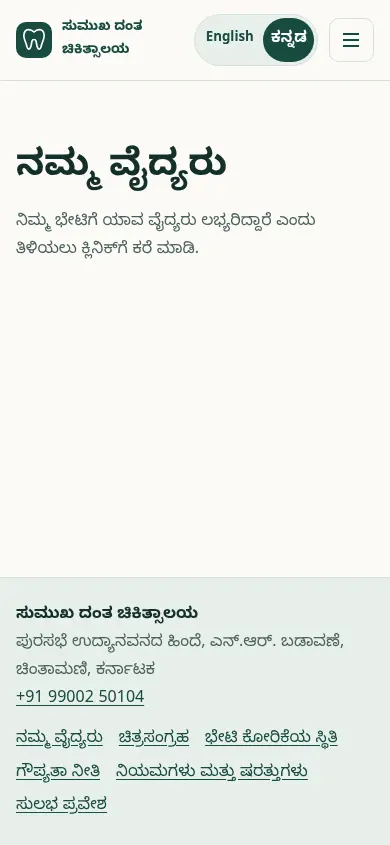 ಸುಮುಖ ದಂತ
ಚಿಕಿತ್ಸಾಲಯ
English ಕನ್ನಡ
ನಮ್ಮ ವೈದ್ಯರು
ನಿಮ್ಮ ಭೇಟಿಗೆ ಯಾವ ವೈದ್ಯರು ಲಭ್ಯರಿದ್ದಾರೆ ಎಂದು
ತಿಳಿಯಲು ಕ್ಲಿನಿಕ್‌ಗೆ ಕರೆ ಮಾಡಿ.
ಸುಮುಖ ದಂತ ಚಿಕಿತ್ಸಾಲಯ
ಪುರಸಭೆ ಉದ್ಯಾನವನದ ಹಿಂದೆ, ಎನ್.ಆರ್. ಬಡಾವಣೆ,
ಚಿಂತಾಮಣಿ, ಕರ್ನಾಟಕ
+91 99002 50104
ನಮ್ಮ ವೈದ್ಯರು ಚಿತ್ರಸಂಗ್ರಹ ಭೇಟಿ ಕೋರಿಕೆಯ ಸ್ಥಿತಿ
ಗೌಪ್ಯತಾ ನೀತಿ ನಿಯಮಗಳು ಮತ್ತು ಷರತ್ತುಗಳು
ಸುಲಭ ಪ್ರವೇಶ